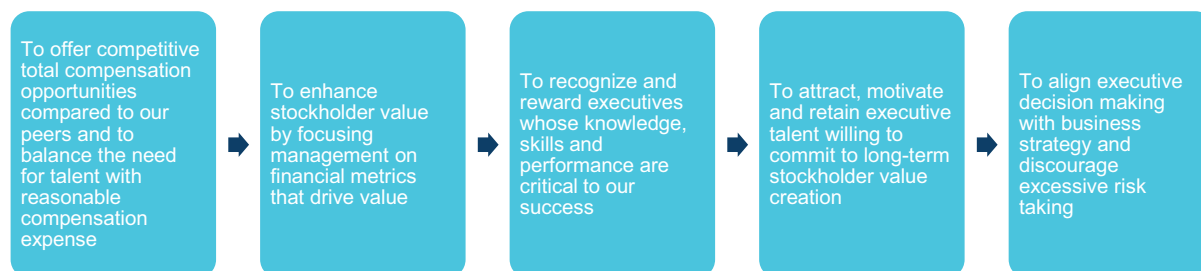 To offer competitive
total compensation
opportunities
compared to our
peers and to
balance the need
for talent with
reasonable
compensation
expense
To enhance
stockholder value
by focusing
management on
financial metrics
that drive value
To recognize and
reward executives
whose knowledge,
skills and
performance are
critical to our
success
To attract, motivate
and retain executive
talent willing to
commit to long-term
stockholder value
creation
To align executive
decision making
with business
strategy and
discourage
excessive risk
taking